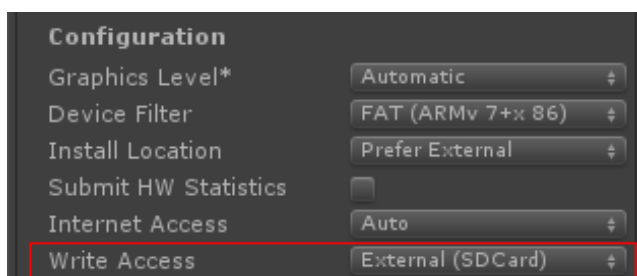 Configuration
Graphics Level* Automatic
Device Filter FAT (ARMv 7+x 86)
Install Location Prefer External
Submit HW Statistics
Internet Access Auto
Write Access External (SDCard)